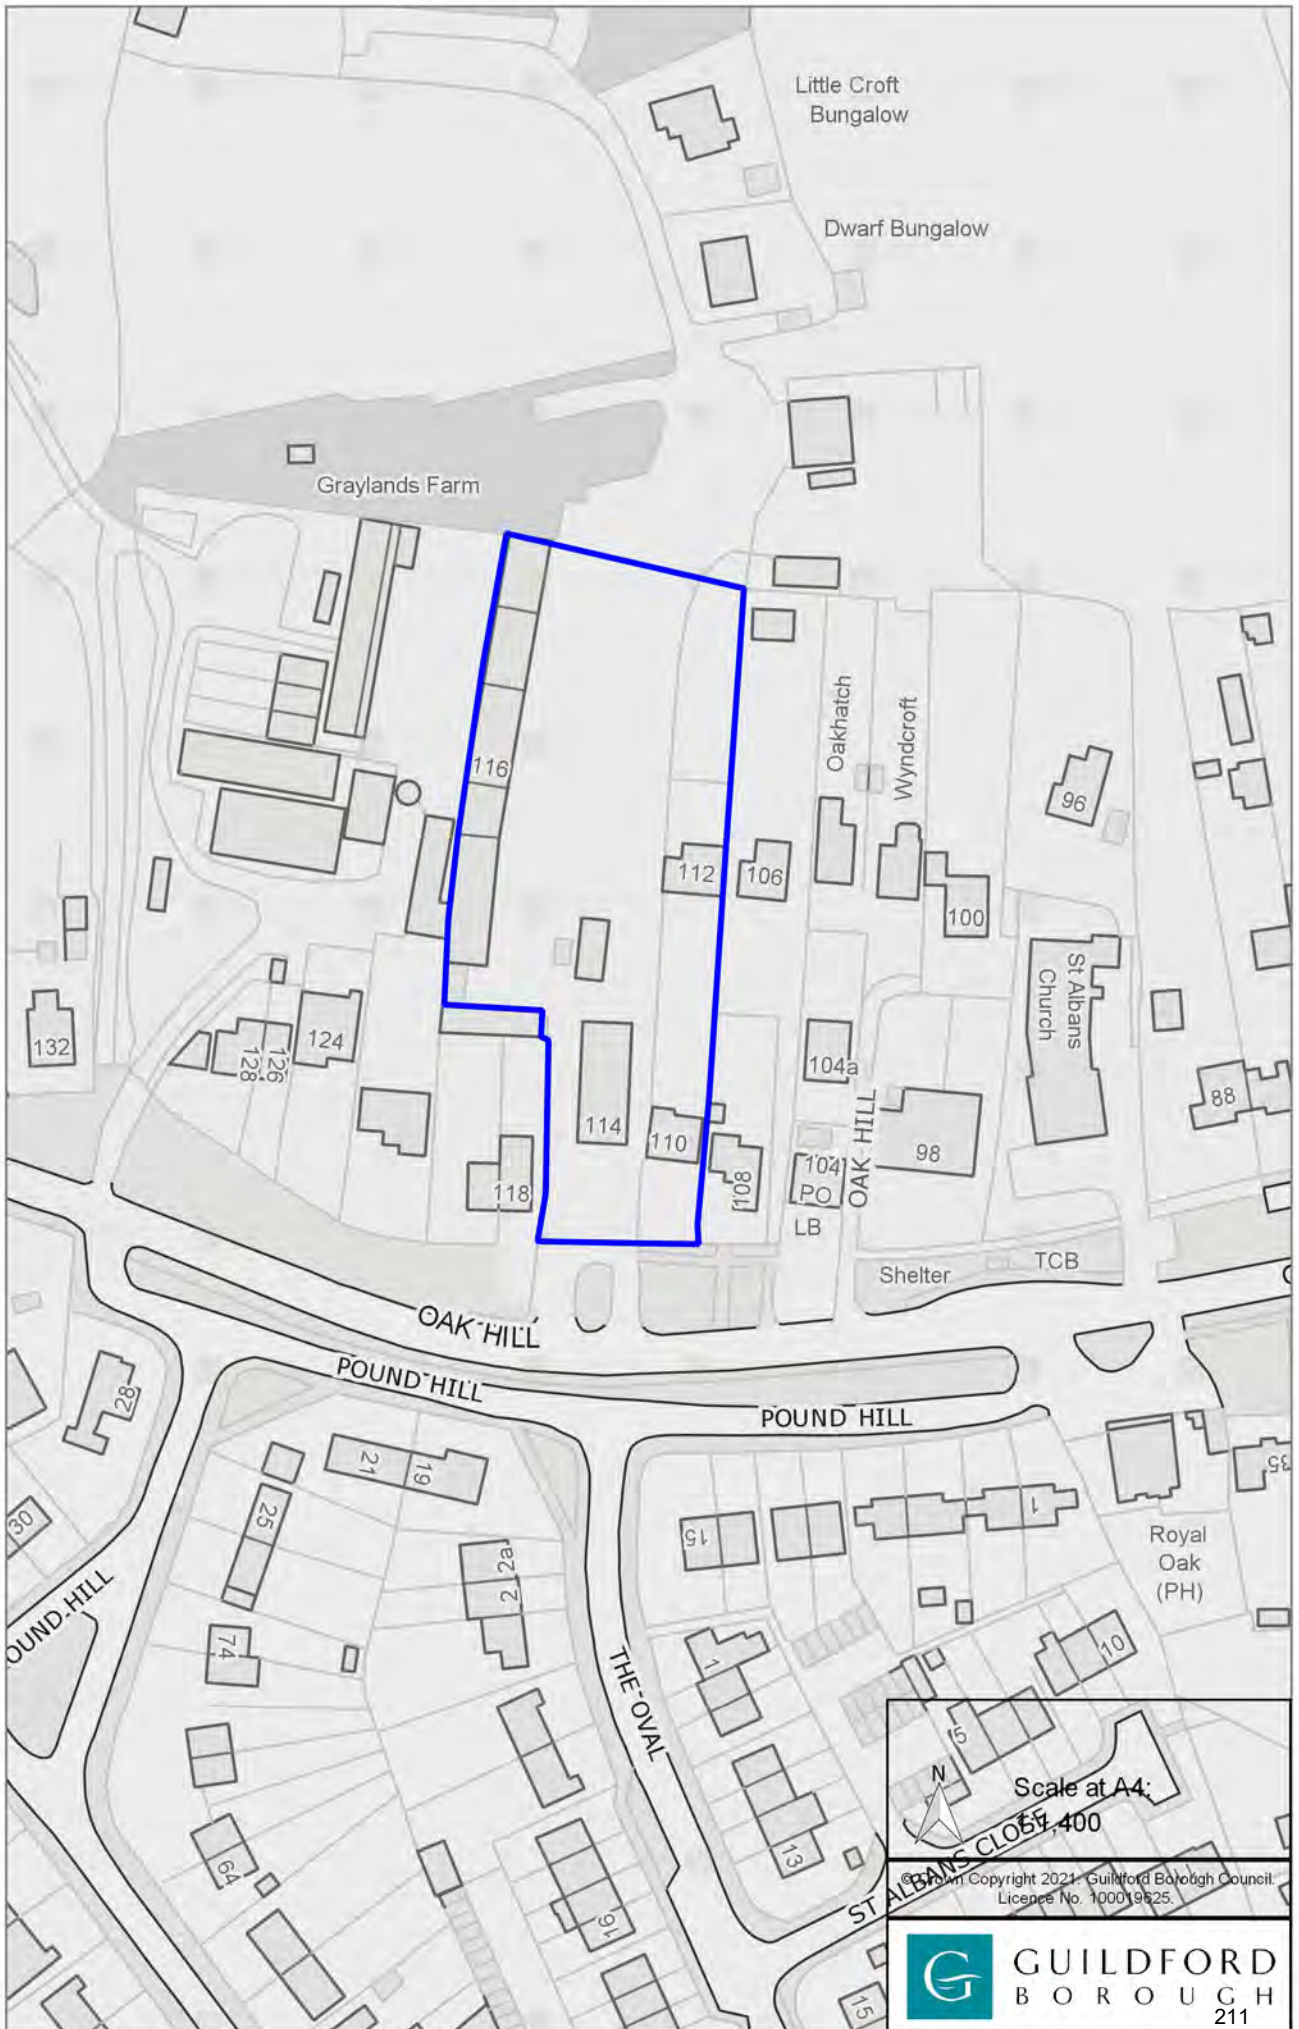 Little Croft
Bungalow
Dwarf Bungalow
Graylands Farm
Oakhatch
Wyndcroft
116
96
112
106
100
St Albans
Church
132
128
126
124
104a
OAK HILL
88
114
110
98
118
108
104
PO
LB
Shelter
TCB
OAK HILL
POUND HILL
POUND HILL
28
21
19
35
25
15
1
30
Royal
Oak
(PH)
2a
2
POUND HILL
74
1
10
THE OVAL
5
N
Scale at A4:
1:1,400
13
64
ST ALBANS CLOSE
© Crown Copyright 2021. Guildford Borough Council.
Licence No. 100019625.
16
15
G
GUILDFORD
BOROUGH
211